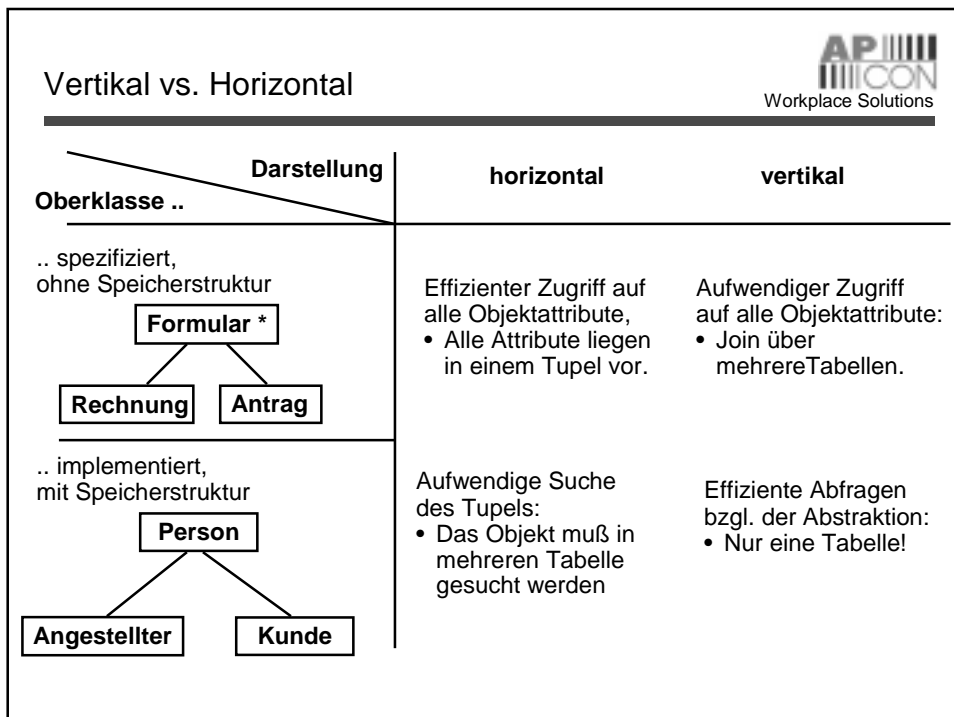 Vertikal vs. Horizontal
AP
CON
Workplace Solutions
Darstellung
Oberklasse ..
horizontal
vertikal
.. spezifiziert,
ohne Speicherstruktur
Formular *
Rechnung
Antrag
Effizienter Zugriff auf
alle Objektattribute,
• Alle Attribute liegen
in einem Tupel vor.
Aufwendiger Zugriff
auf alle Objektattribute:
• Join über
mehrereTabellen.
.. implementiert,
mit Speicherstruktur
Person
Angestellter
Kunde
Aufwendige Suche
des Tupels:
• Das Objekt muß in
mehreren Tabelle
gesucht werden
Effiziente Abfragen
bzgl. der Abstraktion:
• Nur eine Tabelle!